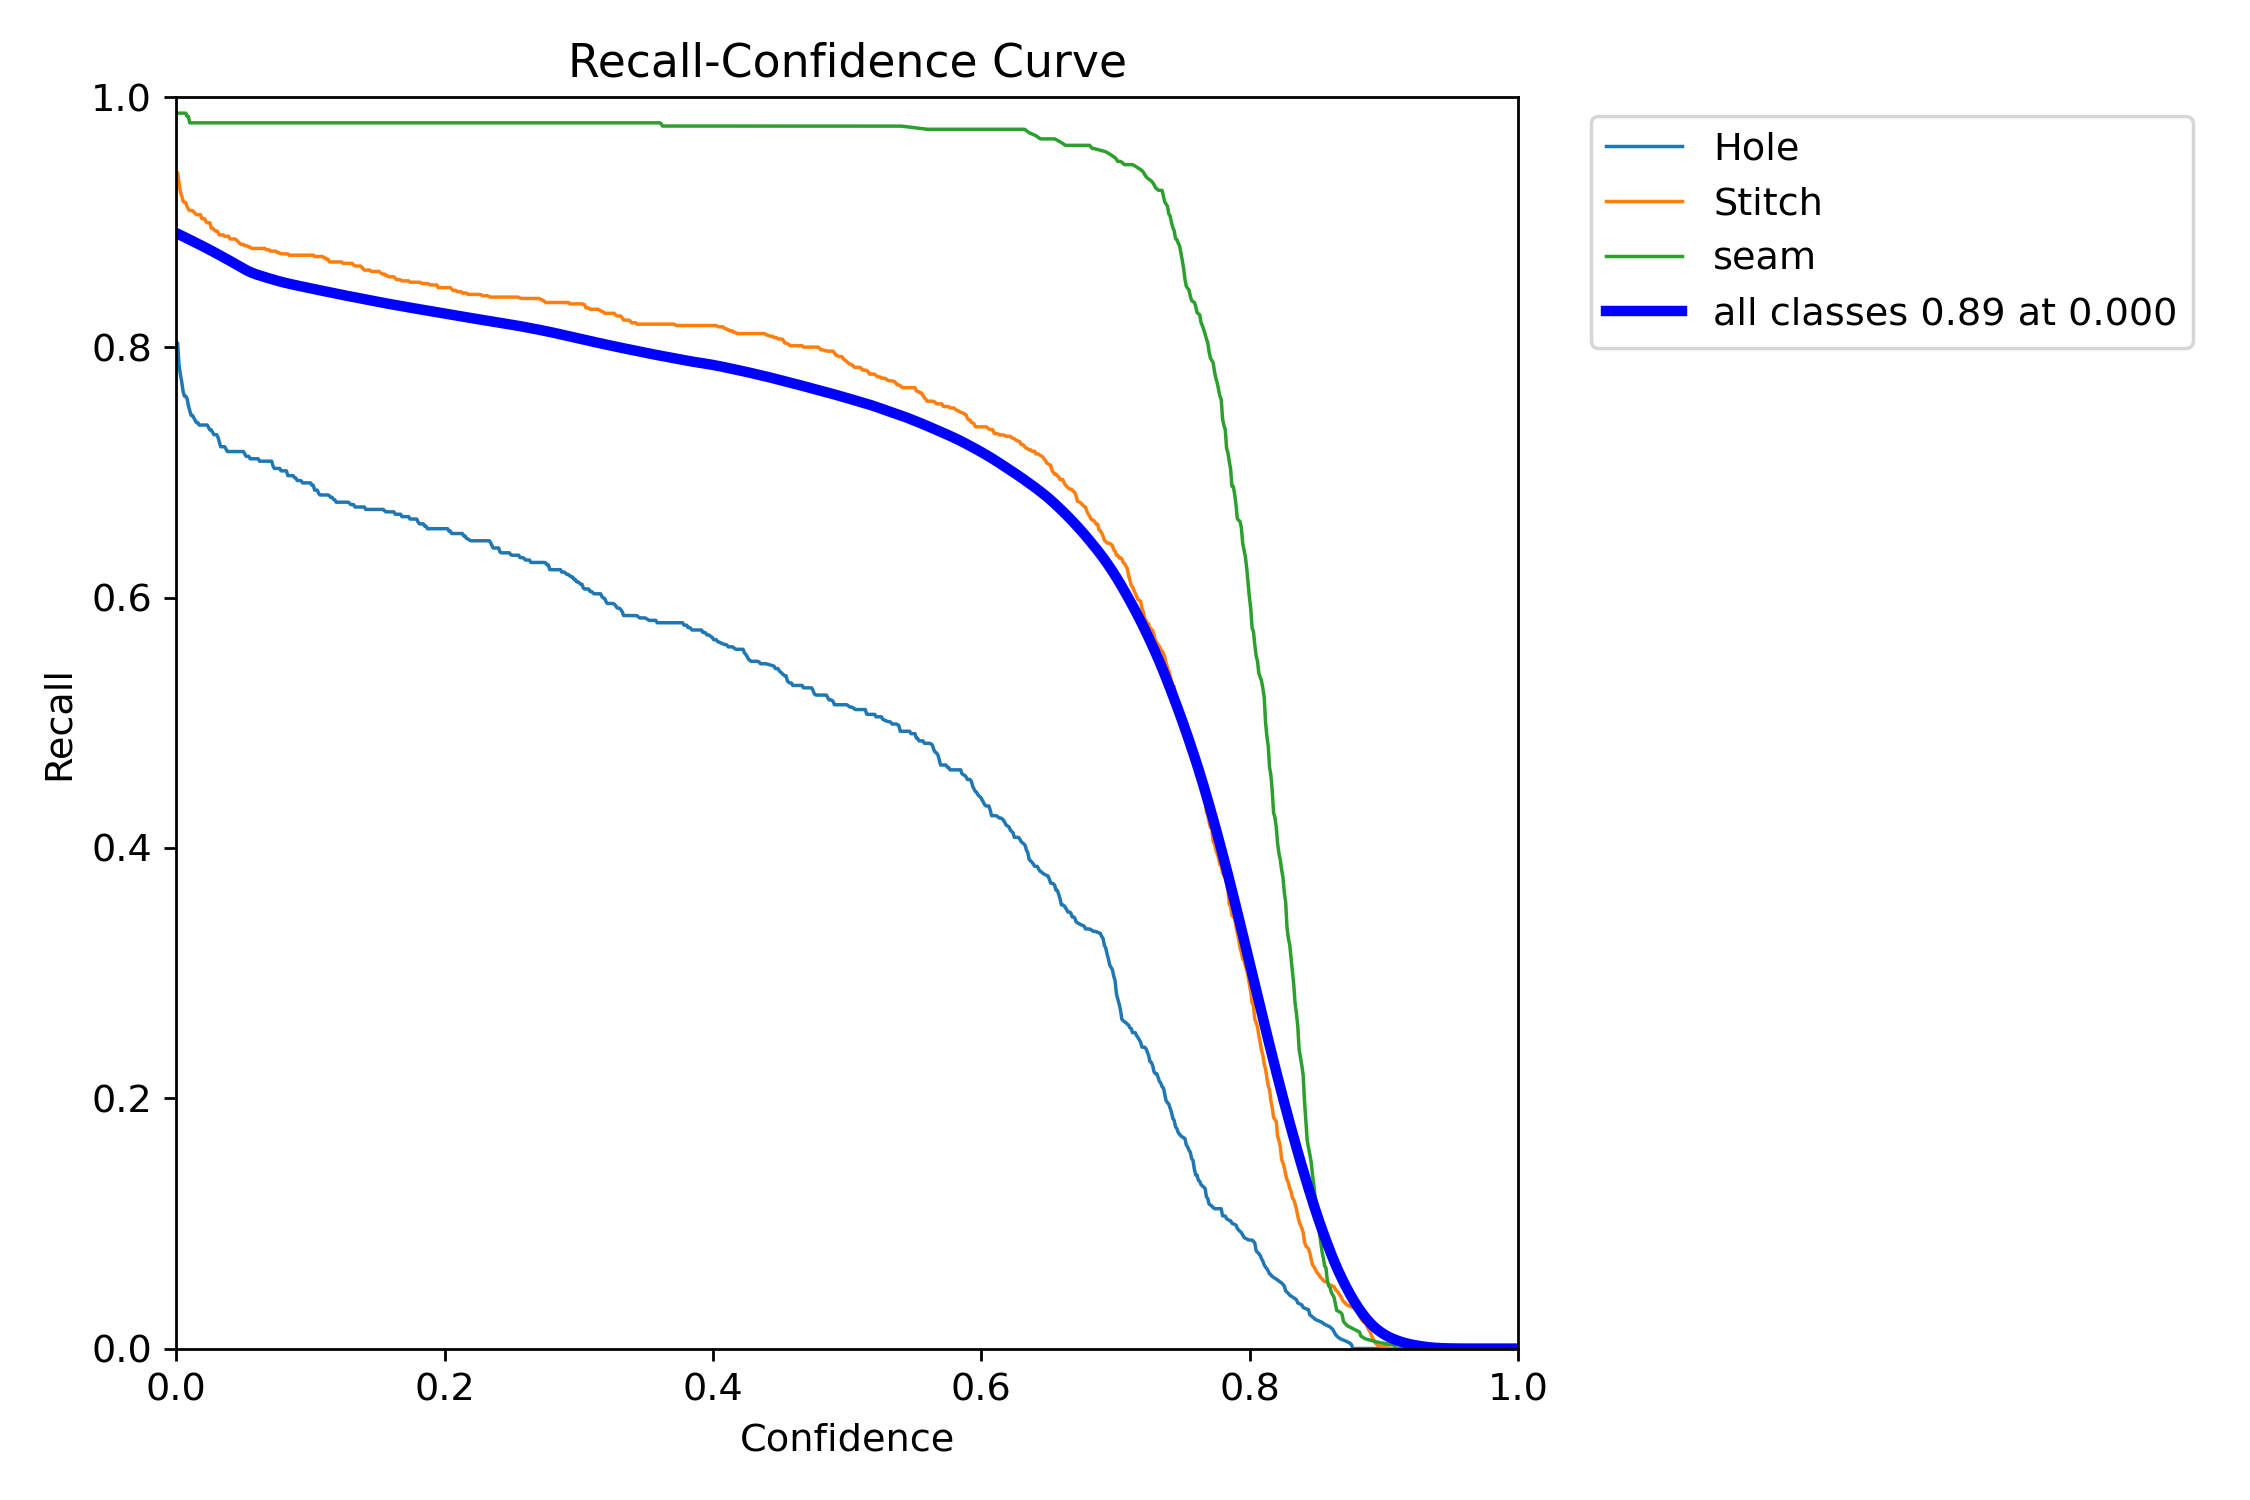 Recall-Confidence Curve
1.0
0.8
0.6
0.4
0.2
0.0
Recall
0.0 0.2 0.4 0.6 0.8 1.0
Confidence
Hole
Stitch
seam
all classes 0.89 at 0.000